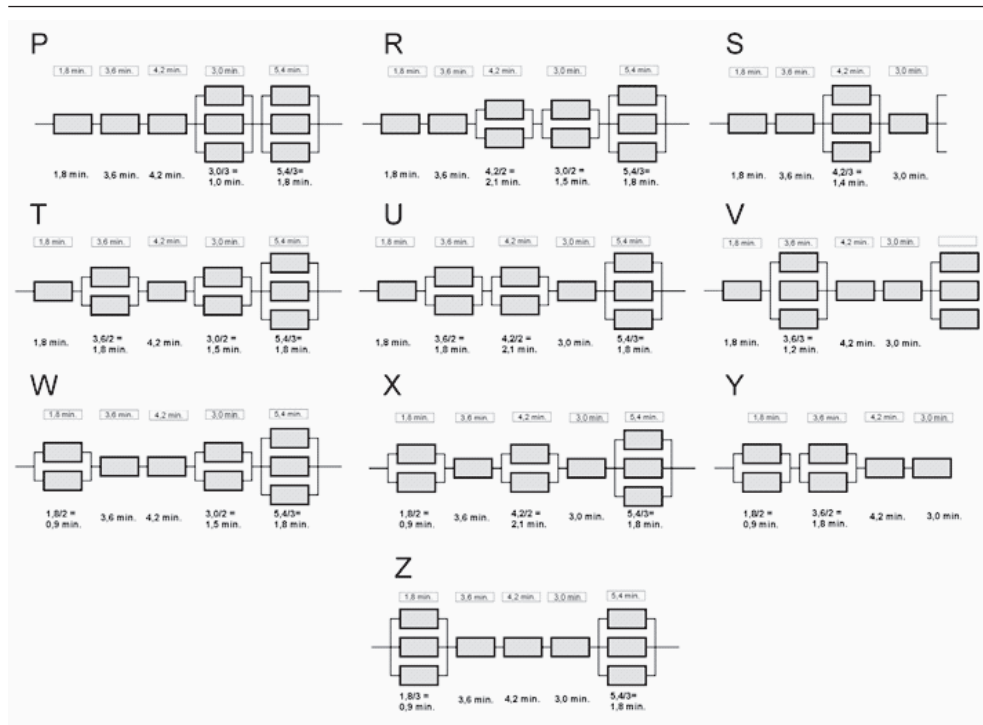 P
1,8 min. 3,6 min. 4,2 min. 3,0 min. 5,4 min.
1,8 min. 3,6 min. 4,2 min. 3,0/3 = 5,4/3=
1,0 min. 1,8 min.
R
1,8 min. 3,6 min. 4,2 min. 3,0 min. 5,4 min.
1,8 min. 3,6 min. 4,2/2 = 3,0/2 = 5,4/3=
2,1 min. 1,5 min. 1,8 min.
S
1,8 min. 3,6 min. 4,2 min. 3,0 min.
1,8 min. 3,6 min. 4,2/3 = 3,0 min.
1,4 min.
T
1,8 min. 3,6 min. 4,2 min. 3,0 min. 5,4 min.
1,8 min. 3,6/2 = 4,2 min. 3,0/2 = 5,4/3=
1,8 min. 1,5 min. 1,8 min.
U
1,8 min. 3,6 min. 4,2 min. 3,0 min. 5,4 min.
1,8 min. 3,6/2 = 4,2/2 = 3,0 min. 5,4/3=
1,8 min. 2,1 min. 1,8 min.
V
1,8 min. 3,6 min. 4,2 min. 3,0 min.
1,8 min. 3,6/3 = 4,2 min. 3,0 min.
1,2 min.
W
1,8 min. 3,6 min. 4,2 min. 3,0 min. 5,4 min.
1,8/2 = 3,6 min. 4,2 min. 3,0/2 = 5,4/3=
0,9 min. 1,5 min. 1,8 min.
X
1,8 min. 3,6 min. 4,2 min. 3,0 min. 5,4 min.
1,8/2 = 3,6 min. 4,2/2 = 3,0 min. 5,4/3=
0,9 min. 2,1 min. 1,8 min.
Y
1,8 min. 3,6 min. 4,2 min. 3,0 min.
1,8/2 = 3,6/2 = 4,2 min. 3,0 min.
0,9 min. 1,8 min.
Z
1,8 min. 3,6 min. 4,2 min. 3,0 min. 5,4 min.
1,8/3 = 3,6 min. 4,2 min. 3,0 min. 5,4/3=
0,9 min. 1,8 min.